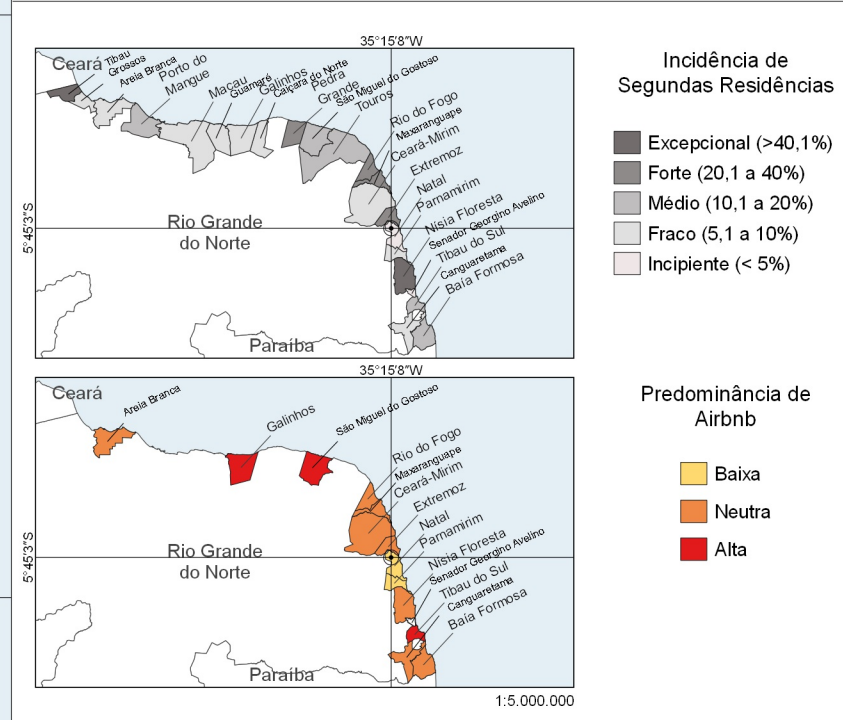 35°15'8"W
Ceará
Tibau
Grossos
Areia Branca
Porto do
Mangue
Macau
Guamaré
Galinhos
Caiçara do Norte
Pedra
Grande
São Miguel do Gostoso
Touros
Rio do Fogo
Maxaranguape
Ceará-Mirim
Extremoz
Natal
Parnamirim
Nísia Floresta
Senador Georgino Avelino
Tibau do Sul
Canguaretama
Baía Formosa
5°45'3"S
Rio Grande
do Norte
Paraíba
Incidência de
Segundas Residências
Excepcional (>40,1%)
Forte (20,1 a 40%)
Médio (10,1 a 20%)
Fraco (5,1 a 10%)
Incipiente (< 5%)
35°15'8"W
Ceará
Areia Branca
Galinhos
São Miguel do Gostoso
Rio do Fogo
Maxaranguape
Ceará-Mirim
Extremoz
Natal
Parnamirim
Nísia Floresta
Senador Georgino Avelino
Tibau do Sul
Canguaretama
Baía Formosa
5°45'3"S
Rio Grande
do Norte
Paraíba
Predominância de
Airbnb
Baixa
Neutra
Alta
1:5.000.000